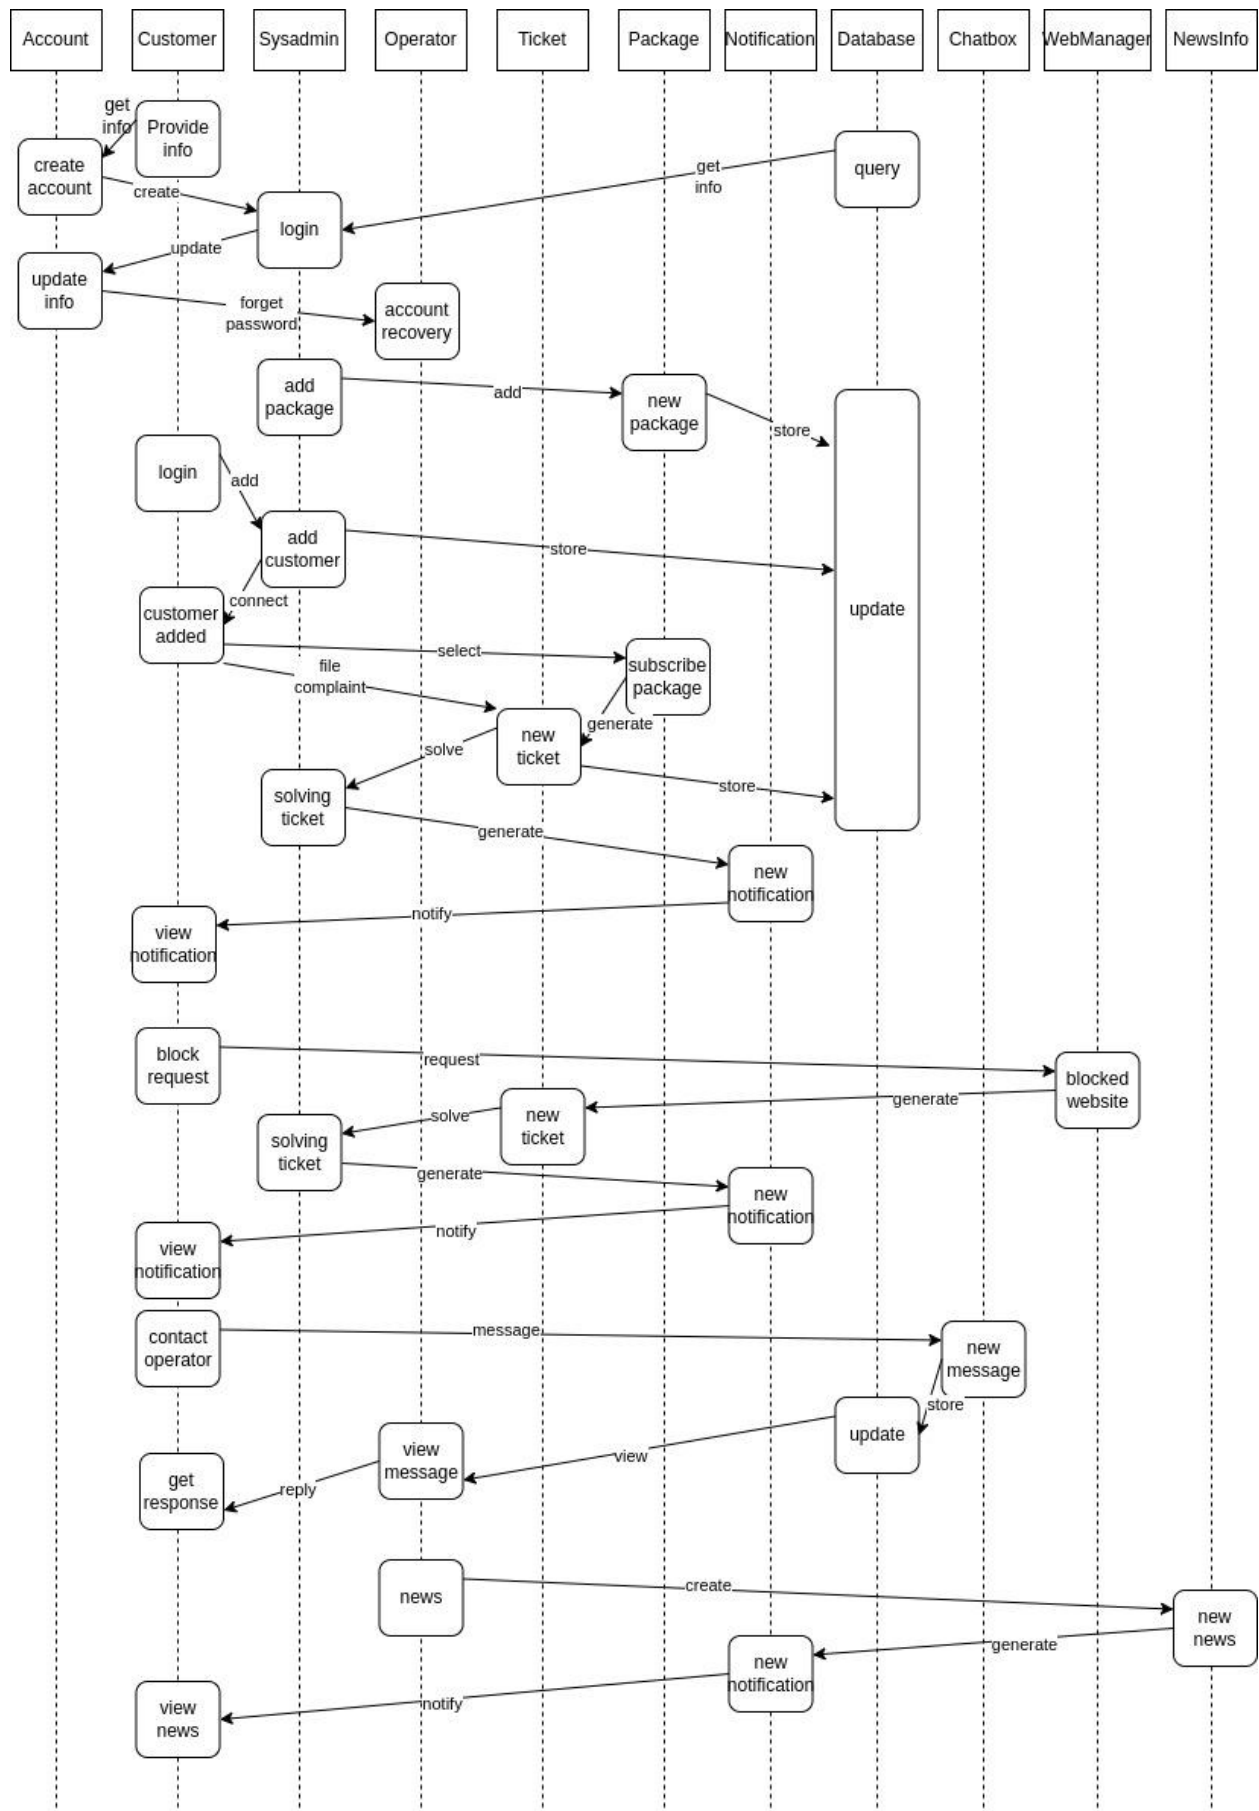 Account
Customer
Sysadmin
Operator
Ticket
Package
Notification
Database
Chatbox
WebManager
NewsInfo
get
info
Provide
info
create
account
create
login
get
info
query
update
update
info
forget
password
account
recovery
add
package
add
new
package
store
login
add
add
customer
store
update
connect
customer
added
select
subscribe
package
file
complaint
generate
new
ticket
solve
store
solving
ticket
generate
new
notification
notify
view
notification
block
request
request
blocked
website
generate
new
ticket
solve
solving
ticket
generate
new
notification
notify
view
notification
contact
operator
message
new
message
store
update
view
view
message
reply
get
response
news
create
new
news
generate
new
notification
notify
view
news